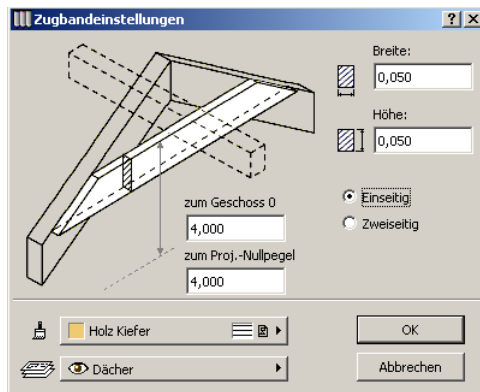 Zugbandeinstellungen
Breite:
0,050
Höhe:
0,050
zum Geschoss 0
4,000
Einseitig
Zweiseitig
zum Proj.-Nullpegel
4,000
Holz Kiefer
OK
Dächer
Abbrechen